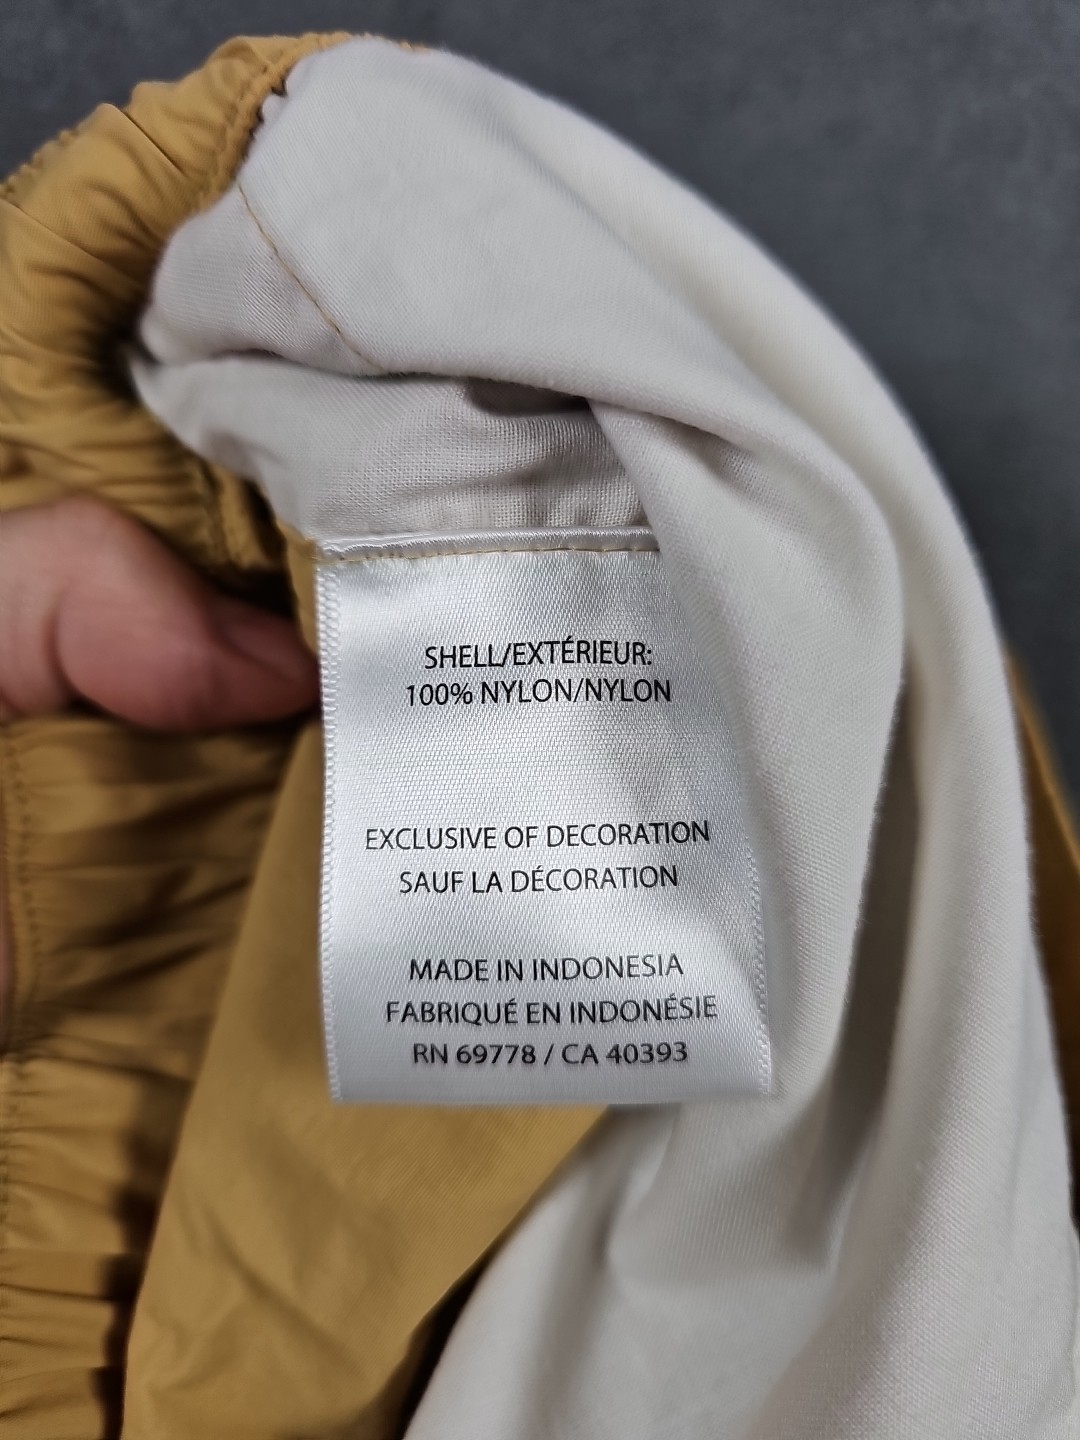 SHELL/EXTÉRIEUR:
100% NYLON/NYLON
EXCLUSIVE OF DECORATION
SAUF LA DÉCORATION
MADE IN INDONESIA
FABRIQUÉ EN INDONÉSIE
RN 69778 / CA 40393